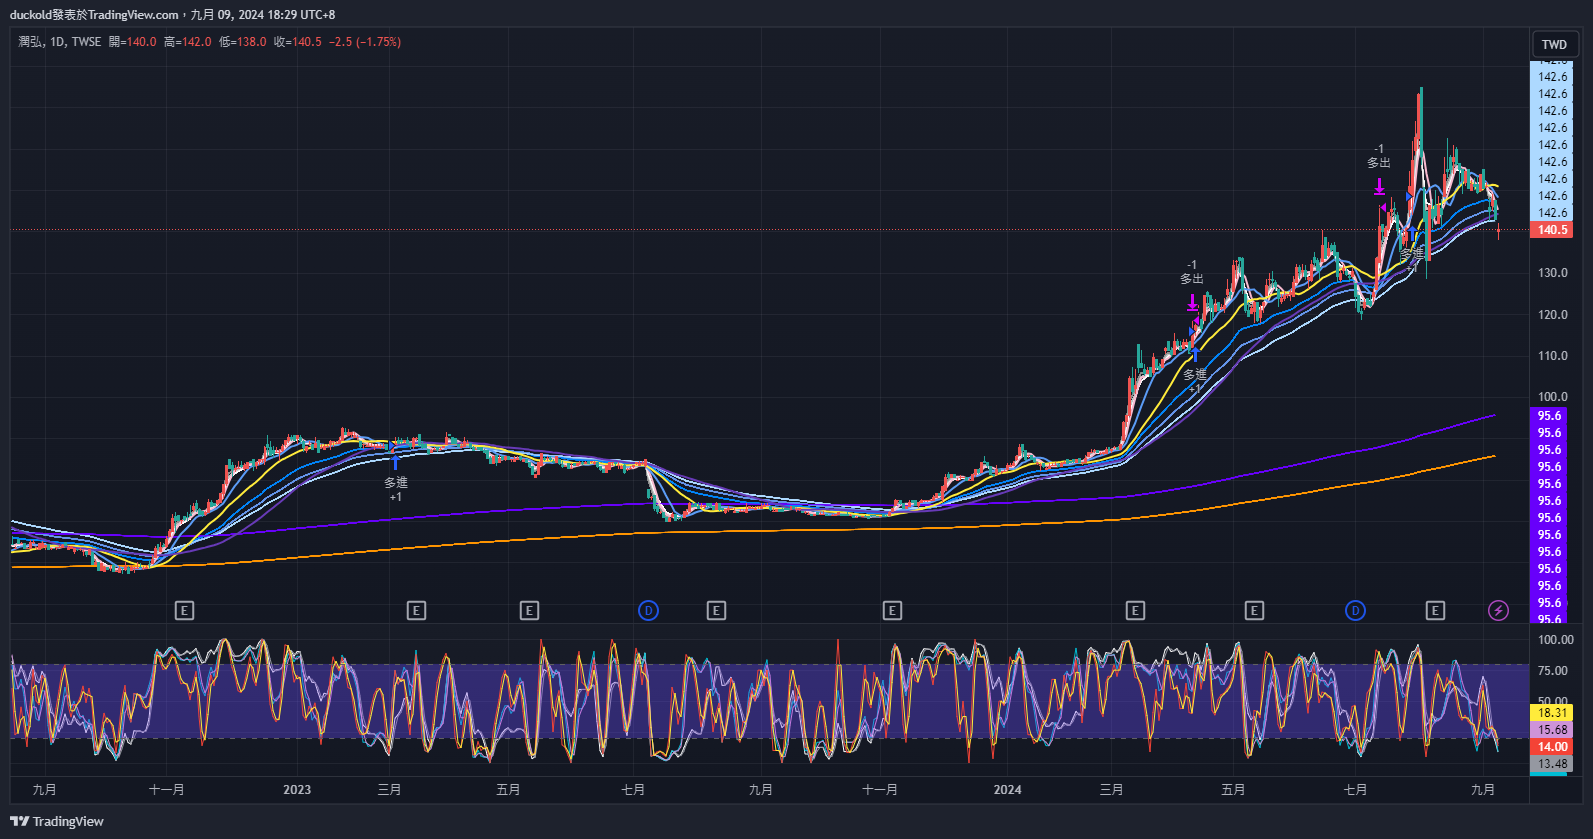 duckold發表於TradingView.com，九月 09, 2024 18:29 UTC+8
潤弘, 1D, TWSE 開=140.0 高=142.0 低=138.0 收=140.5 −2.5 (−1.75%)
TWD
142.6
142.6
142.6
142.6
142.6
142.6
142.6
142.6
142.6
142.6
140.5
130.0
120.0
110.0
100.0
95.6
95.6
95.6
95.6
95.6
95.6
95.6
95.6
95.6
95.6
95.6
95.6
95.6
-1
多出
多進
+1
-1
多出
多進
+1
多進
+1
E
E
E
D
E
E
E
E
D
E
100.00
75.00
50.00
18.31
15.68
14.00
13.48
九月
十一月
2023
三月
五月
七月
九月
十一月
2024
三月
五月
七月
九月
TradingView